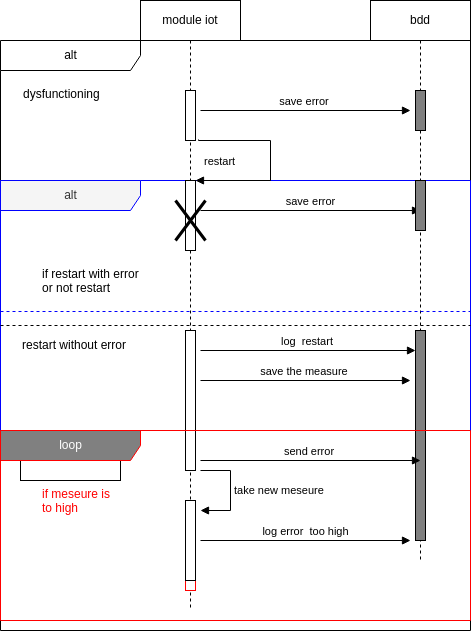 module iot
bdd
alt
dysfunctioning
save error
restart
alt
save error
if restart with error
or not restart
restart without error
log restart
save the measure
loop
send error
if meseure is
to high
take new meseure
log error too high